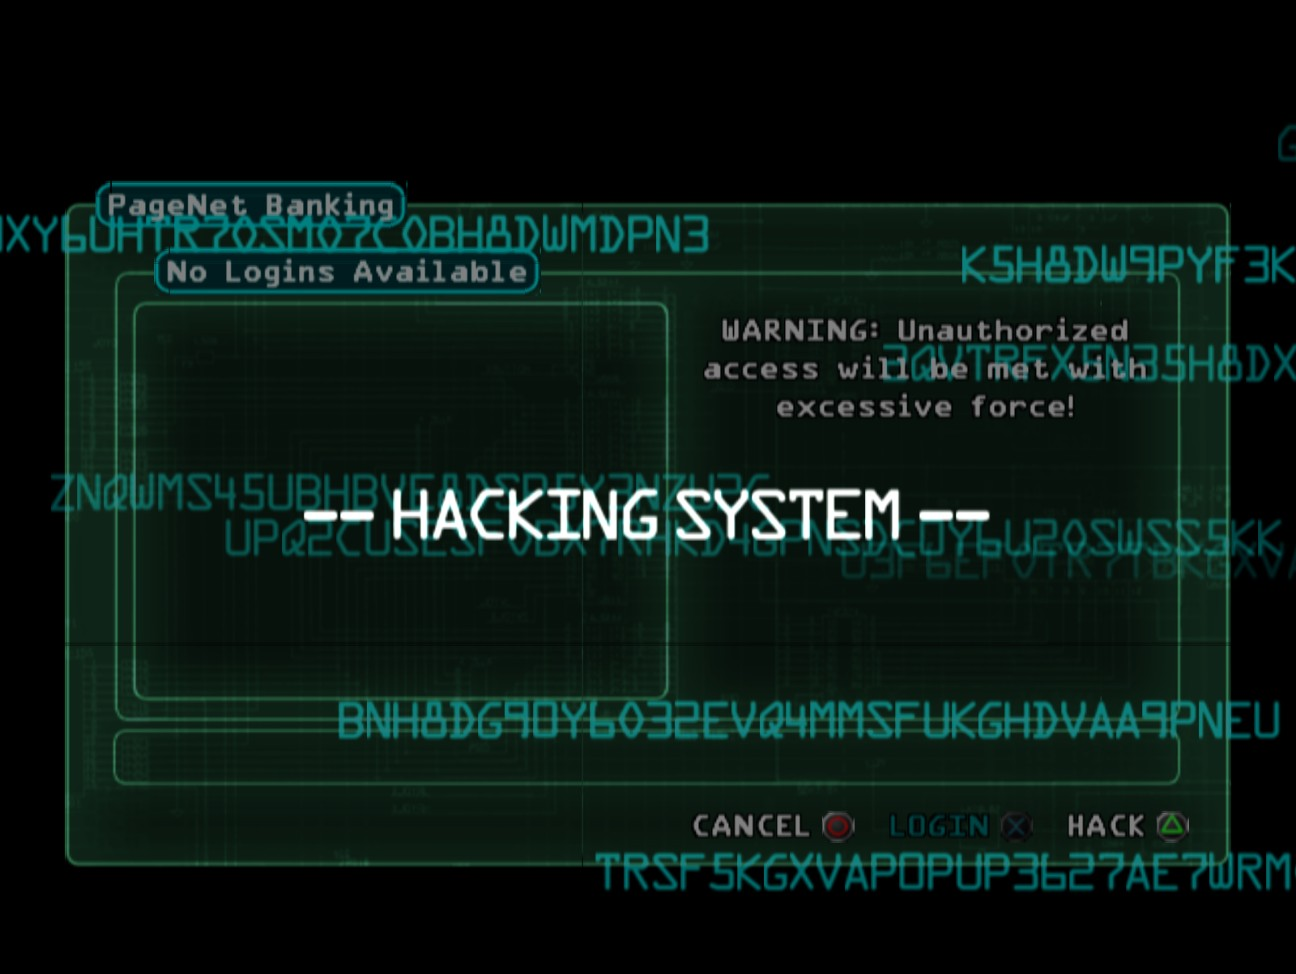 PageNet Banking
No Logins Available
K5H8DW9PYF3K
WARNING: Unauthorized
access will be met with
excessive force!
-- HACKING SYSTEM --
BNH8DG9DY6032EVQ4MMSFUKGHDVAA9PNEU
CANCEL LOGIN HACK
TRSF5KGXVAPOPUP3627AE7WRM